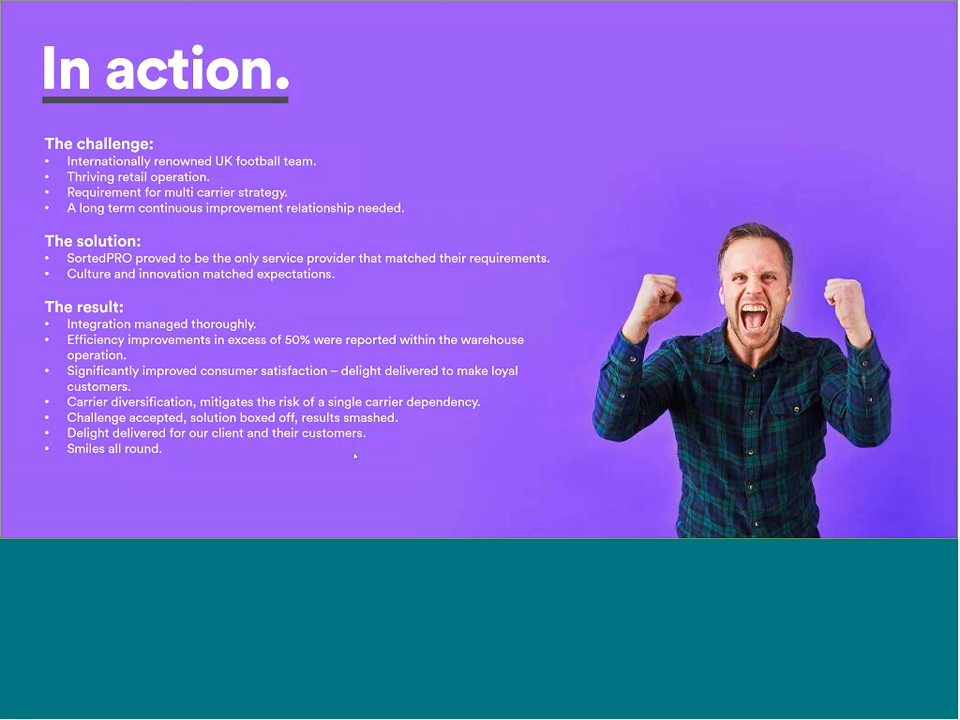 In action.
The challenge:
• Internationally renowned UK football team.
• Thriving retail operation.
• Requirement for multi carrier strategy.
• A long term continuous improvement relationship needed.
The solution:
• SortedPRO proved to be the only service provider that matched their requirements.
• Culture and innovation matched expectations.
The result:
• Integration managed thoroughly.
• Efficiency improvements in excess of 50% were reported within the warehouse
operation.
• Significantly improved consumer satisfaction – delight delivered to make loyal
customers.
• Carrier diversification, mitigates the risk of a single carrier dependency.
• Challenge accepted, solution boxed off, results smashed.
• Delight delivered for our client and their customers.
• Smiles all round.